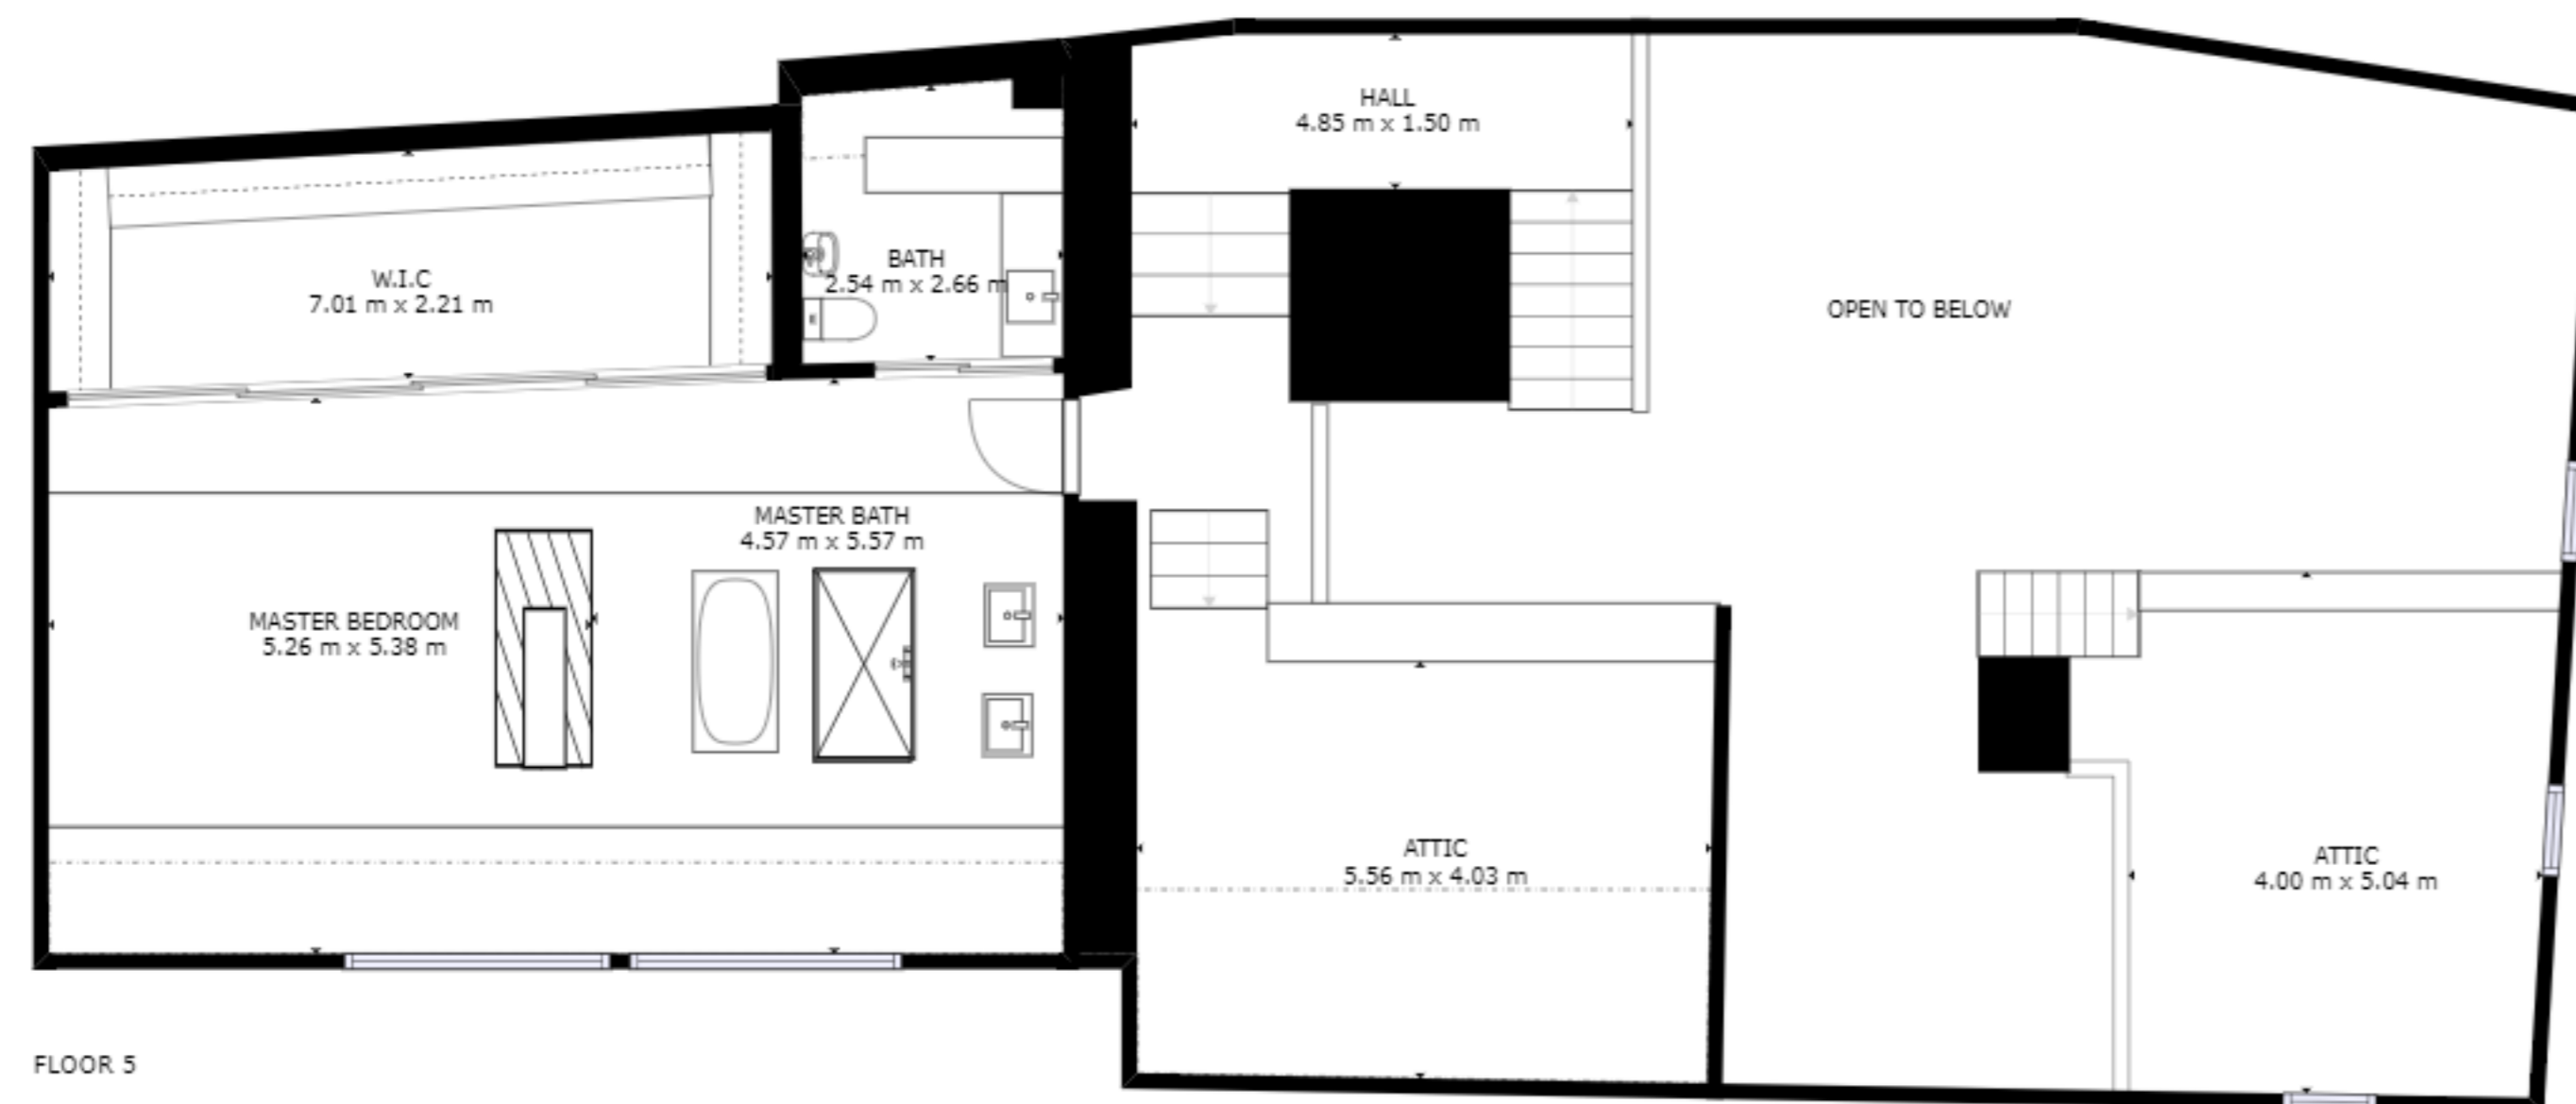 HALL
4.85 m x 1.50 m
W.I.C
7.01 m x 2.21 m
BATH
2.54 m x 2.66 m
OPEN TO BELOW
MASTER BATH
4.57 m x 5.57 m
MASTER BEDROOM
5.26 m x 5.38 m
ATTIC
5.56 m x 4.03 m
ATTIC
4.00 m x 5.04 m
FLOOR 5